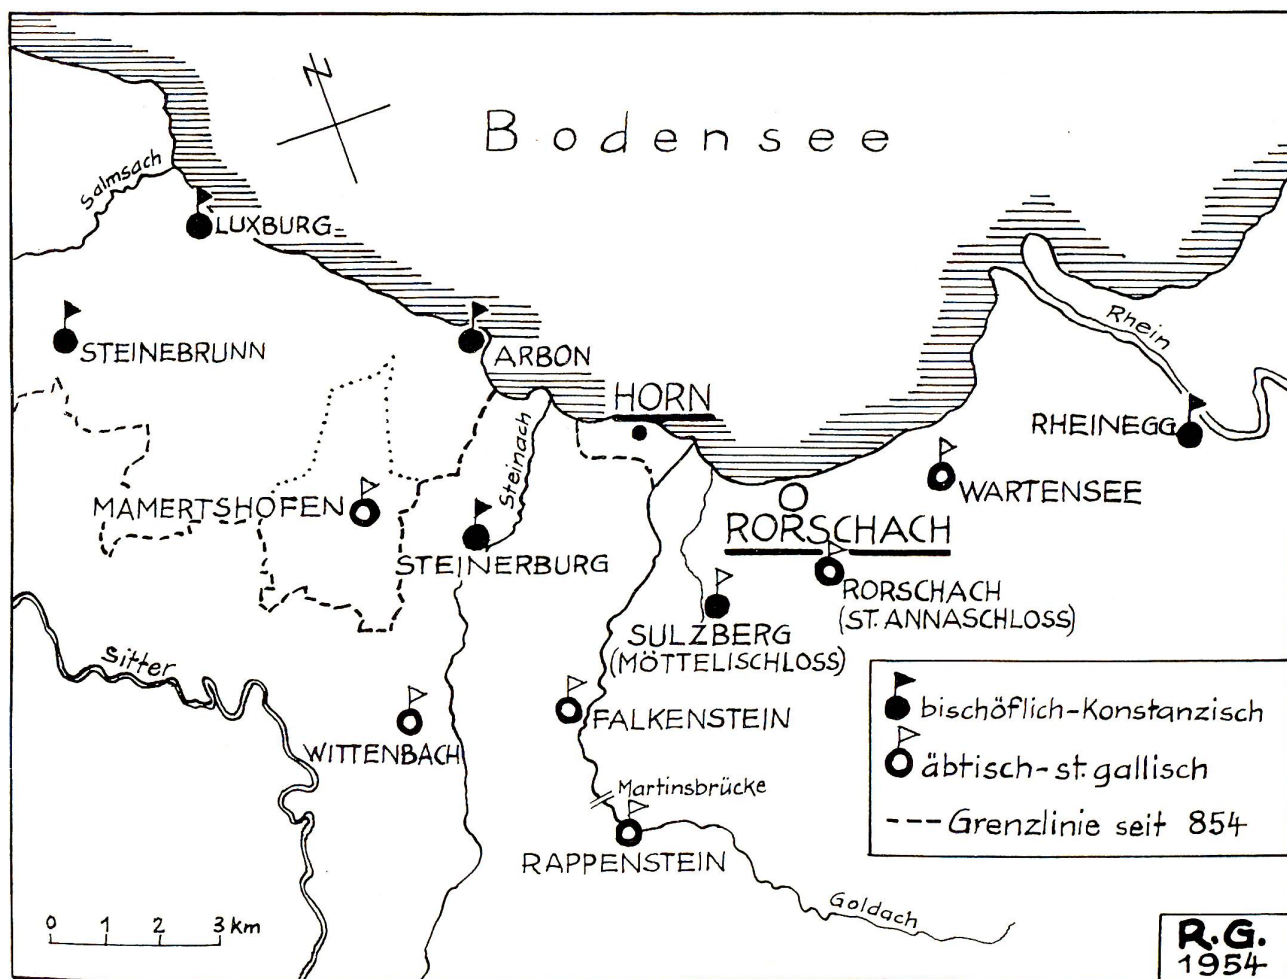 N
Bodensee
Salmsach
LUXBURG
STEINEBRUNN
ARBON
HORN
Rhein
Steinach
RHEINEGG
MAMERTSHOFEN
WARTENSEE
RORSCHACH
STEINERBURG
RORSCHACH
(ST. ANNASCHLOSS)
SULZBERG
(MÖTTELISCHLOSS)
Sitter
FALKENSTEIN
WITTENBACH
Martinsbrücke
RAPPENSTEIN
Goldach
bischöflich-Konstanzisch
äbtisch-st. gallisch
Grenzlinie seit 854
0 1 2 3 km
R.G.
1954